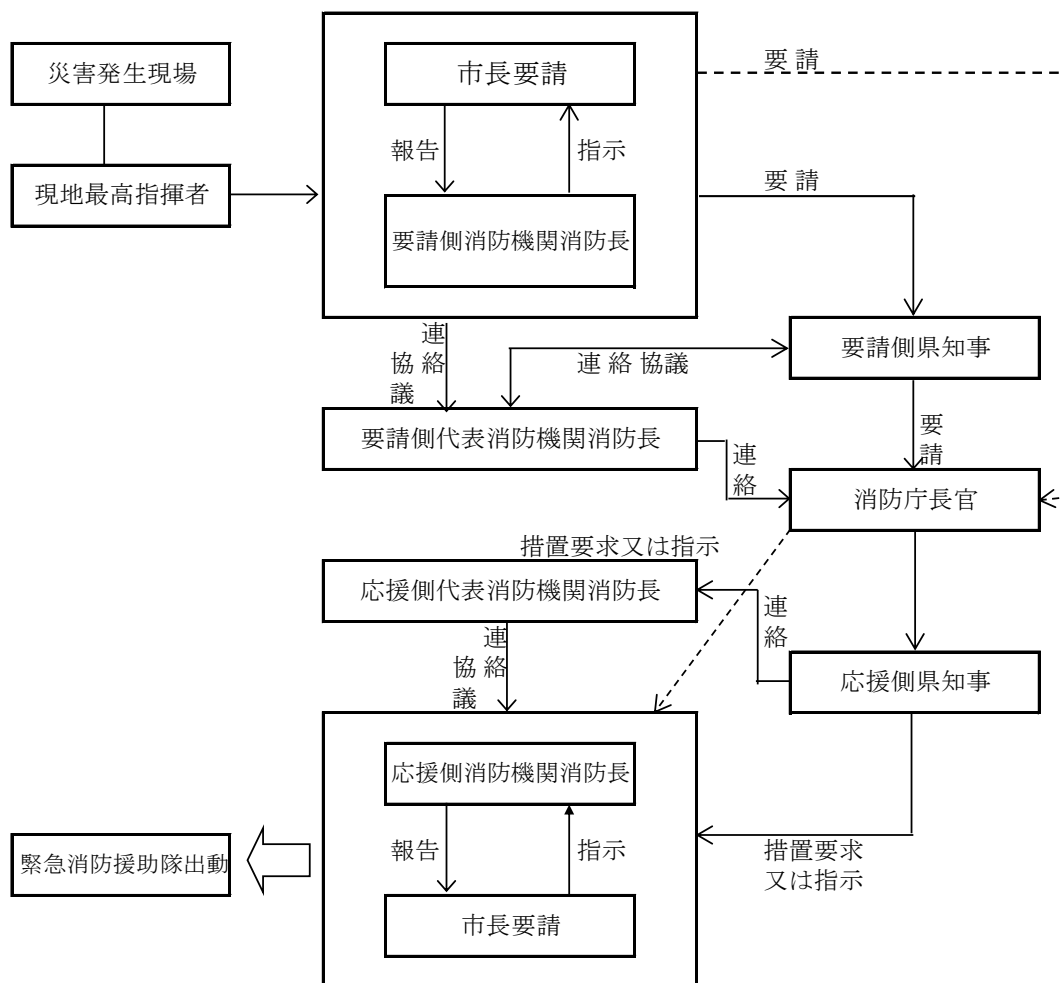 災害発生現場
市長要請
要 請
報告
指示
現地最高指揮者
要 請
要請側消防機関消防長
連絡
協議
連 絡 協議
要請側県知事
要請側代表消防機関消防長
要請
連絡
消防庁長官
措置要求又は指示
応援側代表消防機関消防長
連絡
連絡
協議
応援側県知事
応援側消防機関消防長
報告
指示
緊急消防援助隊出動
措置要求
又は指示
市長要請